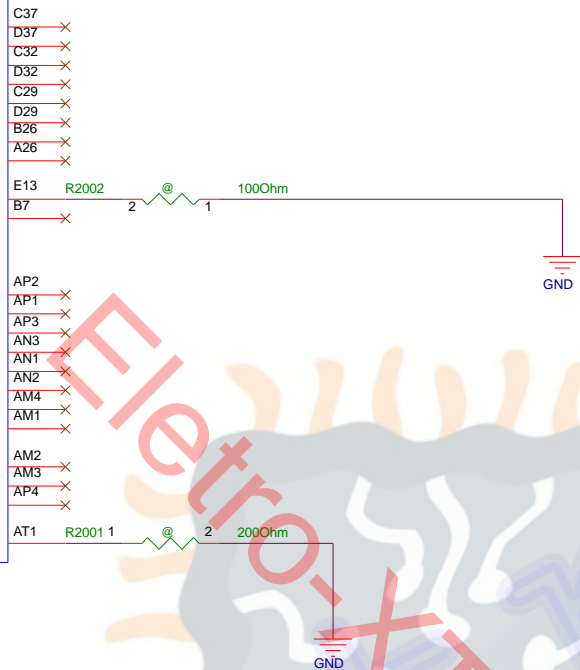 C37
D37
C32
D32
C29
D29
B26
A26
E13 R2002 2 @ 1 100Ohm
B7
GND
AP2
AP1
AP3
AN3
AN1
AN2
AM4
AM1
AM2
AM3
AP4
AT1 R2001 1 @ 2 200Ohm
GND
Eletro-X